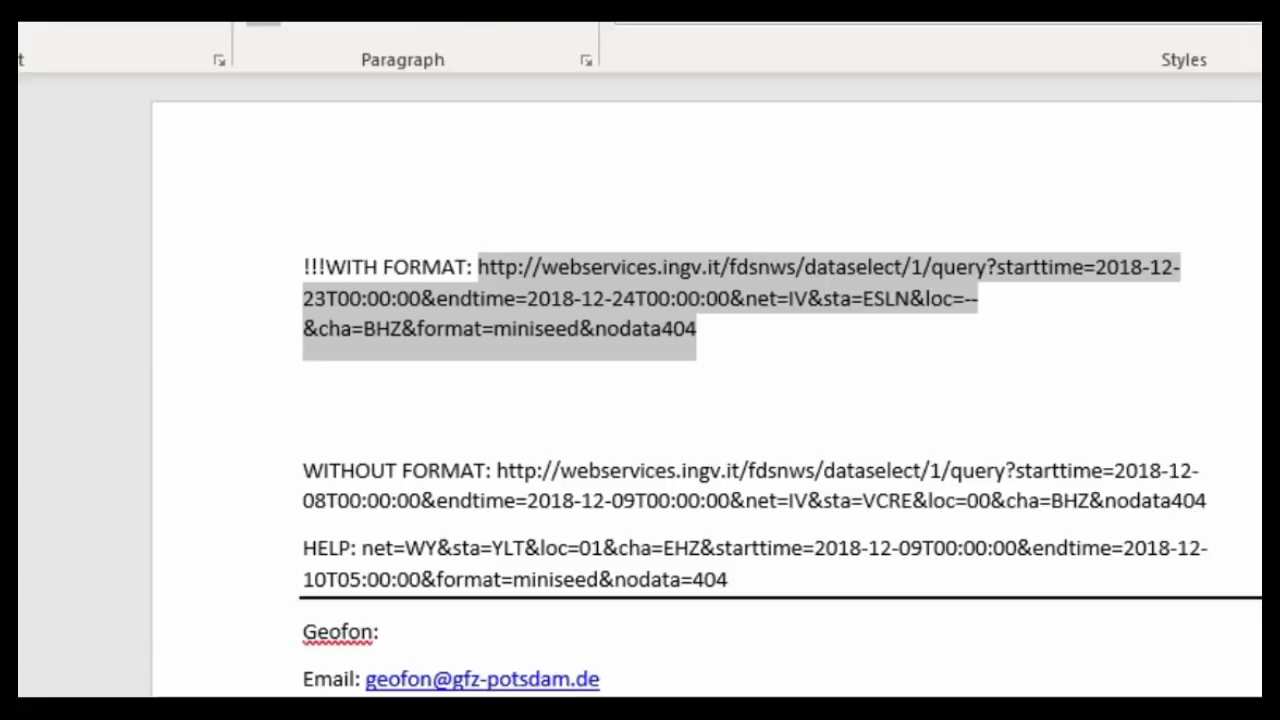 t
Paragraph
Styles
!!!WITH FORMAT: http://webservices.ingv.it/fdsnws/dataselect/1/query?starttime=2018-12-
23T00:00:00&endtime=2018-12-24T00:00:00&net=IV&sta=ESLN&loc=--
&cha=BHZ&format=miniseed&nodata404
WITHOUT FORMAT: http://webservices.ingv.it/fdsnws/dataselect/1/query?starttime=2018-12-
08T00:00:00&endtime=2018-12-09T00:00:00&net=IV&sta=VCRE&loc=00&cha=BHZ&nodata404
HELP: net=WY&sta=YLT&loc=01&cha=EHZ&starttime=2018-12-09T00:00:00&endtime=2018-12-
10T05:00:00&format=miniseed&nodata=404
Geofon:
Email: geofon@gfz-potsdam.de